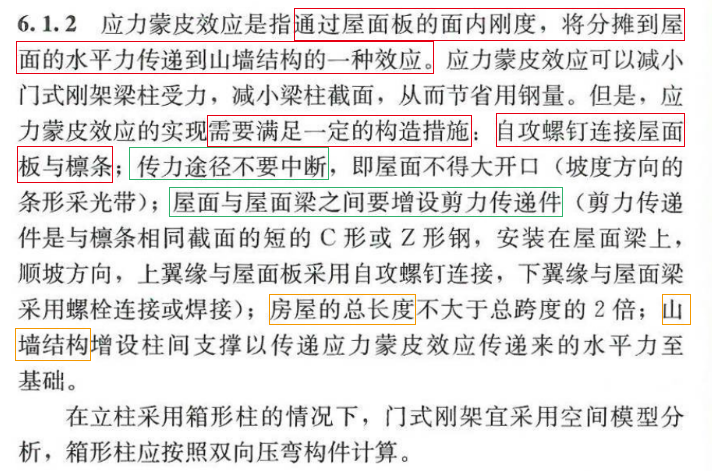 6.1.2 应力蒙皮效应是指通过屋面板的面内刚度，将分摊到屋
面的水平力传递到山墙结构的一种效应。应力蒙皮效应可以减小
门式刚架梁柱受力，减小梁柱截面，从而节省用钢量。但是，应
力蒙皮效应的实现需要满足一定的构造措施：自攻螺钉连接屋面
板与檩条；传力途径不要中断，即屋面不得大开口（坡度方向的
条形采光带）；屋面与屋面梁之间要增设剪力传递件（剪力传递
件是与檩条相同截面的短的 C 形或 Z 形钢，安装在屋面梁上，
顺坡方向，上翼缘与屋面板采用自攻螺钉连接，下翼缘与屋面梁
采用螺栓连接或焊接）；房屋的总长度不大于总跨度的 2 倍；山
墙结构增设柱间支撑以传递应力蒙皮效应传递来的水平力至
基础。
在立柱采用箱形柱的情况下，门式刚架宜采用空间模型分
析，箱形柱应按照双向压弯构件计算。